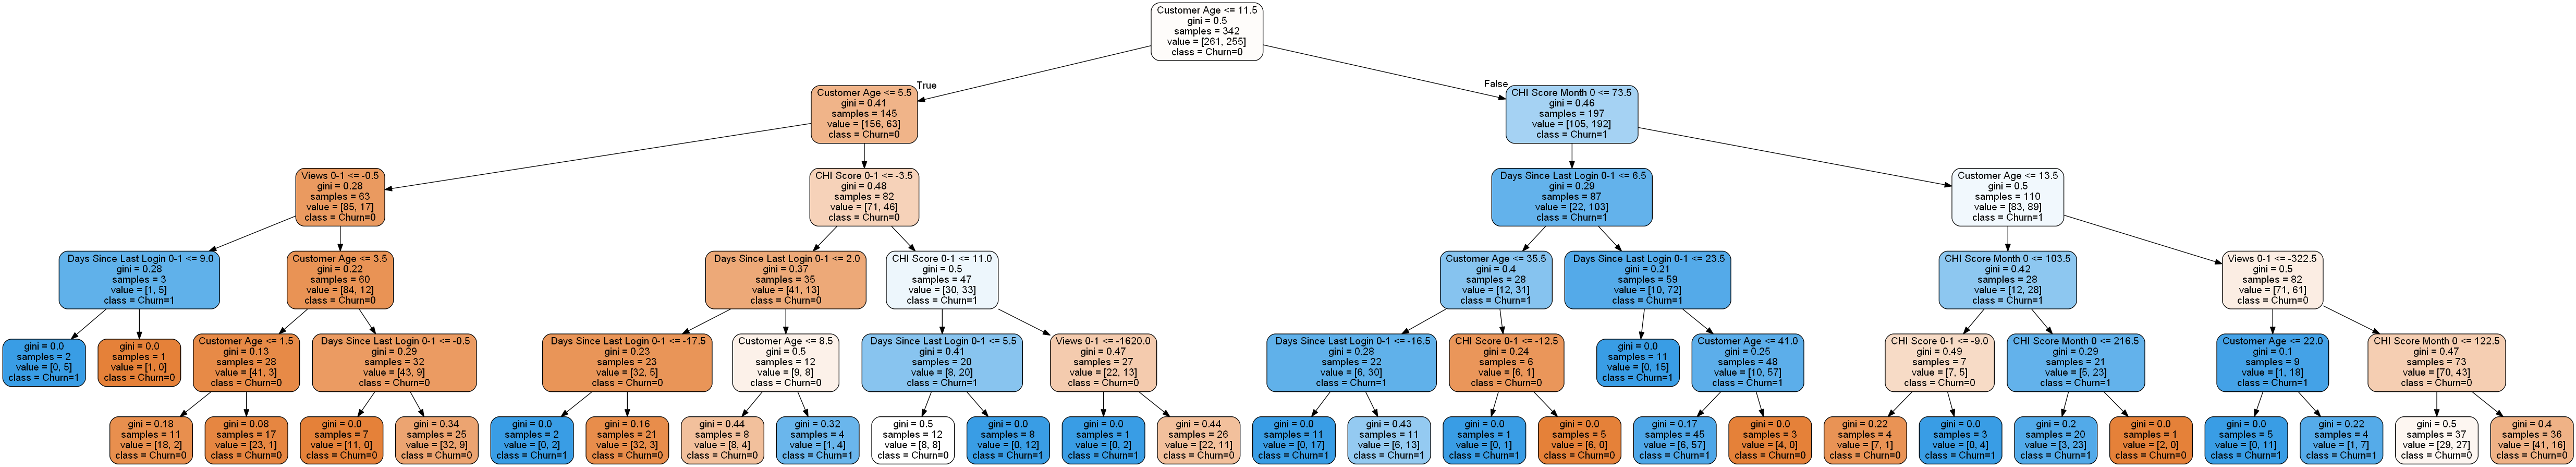 Customer Age <= 11.5
gini = 0.5
samples = 342
value = [261, 255]
class = Churn=0
True
False
Customer Age <= 5.5
gini = 0.41
samples = 145
value = [156, 63]
class = Churn=0
CHI Score Month 0 <= 73.5
gini = 0.46
samples = 197
value = [105, 192]
class = Churn=1
Views 0-1 <= -0.5
gini = 0.28
samples = 63
value = [85, 17]
class = Churn=0
CHI Score 0-1 <= -3.5
gini = 0.48
samples = 82
value = [71, 46]
class = Churn=0
Days Since Last Login 0-1 <= 6.5
gini = 0.29
samples = 87
value = [22, 103]
class = Churn=1
Customer Age <= 13.5
gini = 0.5
samples = 110
value = [83, 89]
class = Churn=1
Days Since Last Login 0-1 <= 9.0
gini = 0.28
samples = 3
value = [1, 5]
class = Churn=1
Customer Age <= 3.5
gini = 0.22
samples = 60
value = [84, 12]
class = Churn=0
Days Since Last Login 0-1 <= 2.0
gini = 0.37
samples = 35
value = [41, 13]
class = Churn=0
CHI Score 0-1 <= 11.0
gini = 0.5
samples = 47
value = [30, 33]
class = Churn=1
Customer Age <= 35.5
gini = 0.4
samples = 28
value = [12, 31]
class = Churn=1
Days Since Last Login 0-1 <= 23.5
gini = 0.21
samples = 59
value = [10, 72]
class = Churn=1
CHI Score Month 0 <= 103.5
gini = 0.42
samples = 28
value = [12, 28]
class = Churn=1
Views 0-1 <= -322.5
gini = 0.5
samples = 82
value = [71, 61]
class = Churn=0
gini = 0.0
samples = 2
value = [0, 5]
class = Churn=1
gini = 0.0
samples = 1
value = [1, 0]
class = Churn=0
Customer Age <= 1.5
gini = 0.13
samples = 28
value = [41, 3]
class = Churn=0
Days Since Last Login 0-1 <= -0.5
gini = 0.29
samples = 32
value = [43, 9]
class = Churn=0
Days Since Last Login 0-1 <= -17.5
gini = 0.23
samples = 23
value = [32, 5]
class = Churn=0
Customer Age <= 8.5
gini = 0.5
samples = 12
value = [9, 8]
class = Churn=0
Days Since Last Login 0-1 <= 5.5
gini = 0.41
samples = 20
value = [8, 20]
class = Churn=1
Views 0-1 <= -1620.0
gini = 0.47
samples = 27
value = [22, 13]
class = Churn=0
Days Since Last Login 0-1 <= -16.5
gini = 0.28
samples = 22
value = [6, 30]
class = Churn=1
CHI Score 0-1 <= -12.5
gini = 0.24
samples = 6
value = [6, 1]
class = Churn=0
gini = 0.0
samples = 11
value = [0, 15]
class = Churn=1
Customer Age <= 41.0
gini = 0.25
samples = 48
value = [10, 57]
class = Churn=1
CHI Score 0-1 <= -9.0
gini = 0.49
samples = 7
value = [7, 5]
class = Churn=0
CHI Score Month 0 <= 216.5
gini = 0.29
samples = 21
value = [5, 23]
class = Churn=1
Customer Age <= 22.0
gini = 0.1
samples = 9
value = [1, 18]
class = Churn=1
CHI Score Month 0 <= 122.5
gini = 0.47
samples = 73
value = [70, 43]
class = Churn=0
gini = 0.18
samples = 11
value = [18, 2]
class = Churn=0
gini = 0.08
samples = 17
value = [23, 1]
class = Churn=0
gini = 0.0
samples = 7
value = [11, 0]
class = Churn=0
gini = 0.34
samples = 25
value = [32, 9]
class = Churn=0
gini = 0.0
samples = 2
value = [0, 2]
class = Churn=1
gini = 0.16
samples = 21
value = [32, 3]
class = Churn=0
gini = 0.44
samples = 8
value = [8, 4]
class = Churn=0
gini = 0.32
samples = 4
value = [1, 4]
class = Churn=1
gini = 0.5
samples = 12
value = [8, 8]
class = Churn=0
gini = 0.0
samples = 8
value = [0, 12]
class = Churn=1
gini = 0.0
samples = 1
value = [0, 2]
class = Churn=1
gini = 0.44
samples = 26
value = [22, 11]
class = Churn=0
gini = 0.0
samples = 11
value = [0, 17]
class = Churn=1
gini = 0.43
samples = 11
value = [6, 13]
class = Churn=1
gini = 0.0
samples = 1
value = [0, 1]
class = Churn=1
gini = 0.0
samples = 5
value = [6, 0]
class = Churn=0
gini = 0.17
samples = 45
value = [6, 57]
class = Churn=1
gini = 0.0
samples = 3
value = [4, 0]
class = Churn=0
gini = 0.22
samples = 4
value = [7, 1]
class = Churn=0
gini = 0.0
samples = 3
value = [0, 4]
class = Churn=1
gini = 0.2
samples = 20
value = [3, 23]
class = Churn=1
gini = 0.0
samples = 1
value = [2, 0]
class = Churn=0
gini = 0.0
samples = 5
value = [0, 11]
class = Churn=1
gini = 0.22
samples = 4
value = [1, 7]
class = Churn=1
gini = 0.5
samples = 37
value = [29, 27]
class = Churn=0
gini = 0.4
samples = 36
value = [41, 16]
class = Churn=0